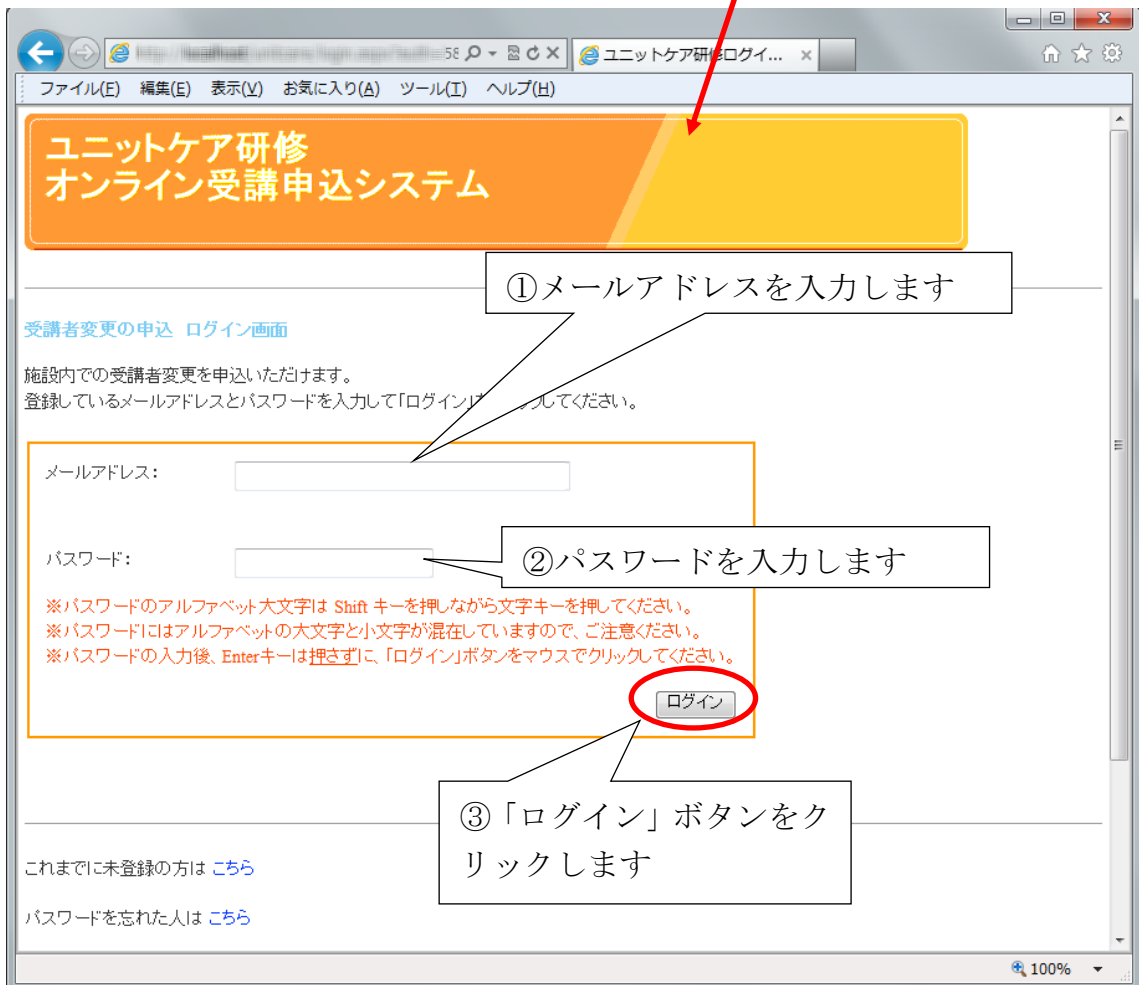 58
ユニットケア研修ログイ...
ファイル(F) 編集(E) 表示(V) お気に入り(A) ツール(T) ヘルプ(H)
ユニットケア研修
オンライン受講申込システム
①メールアドレスを入力します
受講者変更の申込 ログイン画面
施設内での受講者変更を申込いただけます。
登録しているメールアドレスとパスワードを入力して「ログイン」 してください。
メールアドレス:
パスワード:
②パスワードを入力します
※パスワードのアルファベット大文字は Shift キーを押しながら文字キーを押してください。
※パスワードにはアルファベットの大文字と小文字が混在していますので、ご注意ください。
※パスワードの入力後、Enterキーは押さずに、「ログイン」ボタンをマウスでクリックしてください。
ログイン
③「ログイン」ボタンをク
リックします
これまでに未登録の方は こちら
パスワードを忘れた人は こちら
100%